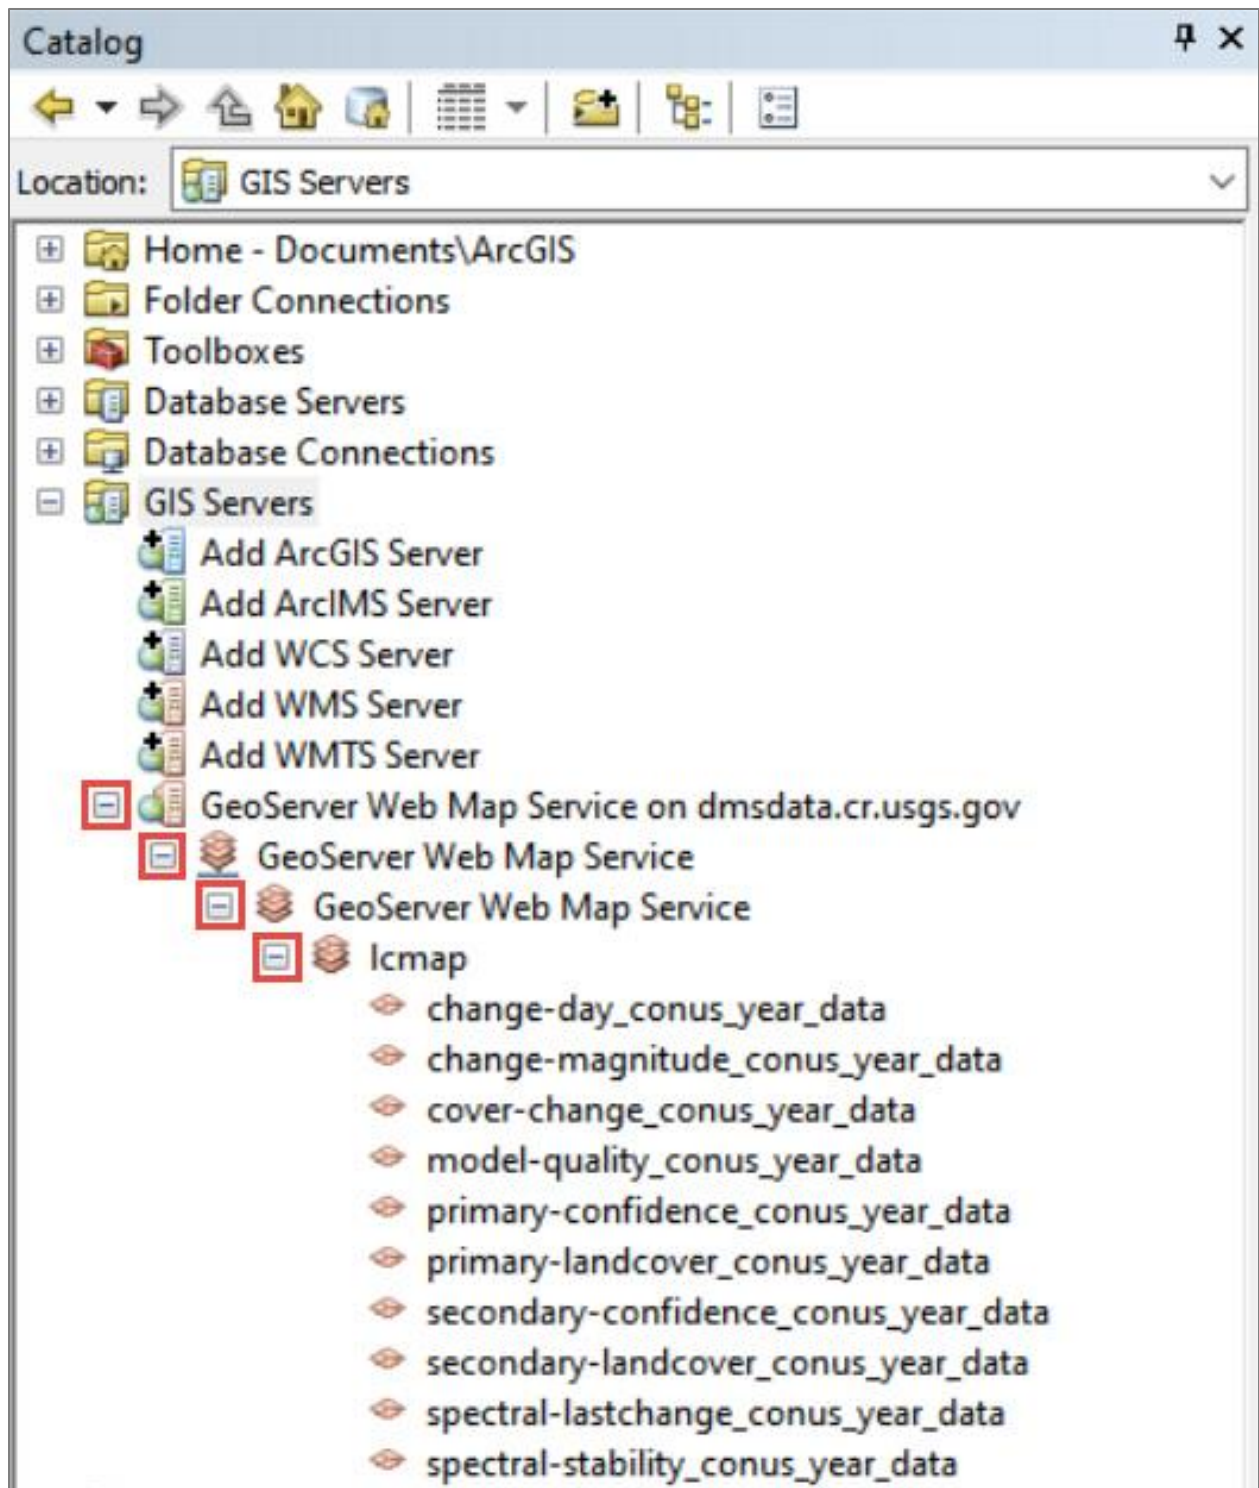 Catalog
Location: GIS Servers
Home - Documents\ArcGIS
Folder Connections
Toolboxes
Database Servers
Database Connections
GIS Servers
Add ArcGIS Server
Add ArcIMS Server
Add WCS Server
Add WMS Server
Add WMTS Server
GeoServer Web Map Service on dmsdata.cr.usgs.gov
GeoServer Web Map Service
GeoServer Web Map Service
lcmap
change-day_conus_year_data
change-magnitude_conus_year_data
cover-change_conus_year_data
model-quality_conus_year_data
primary-confidence_conus_year_data
primary-landcover_conus_year_data
secondary-confidence_conus_year_data
secondary-landcover_conus_year_data
spectral-lastchange_conus_year_data
spectral-stability_conus_year_data